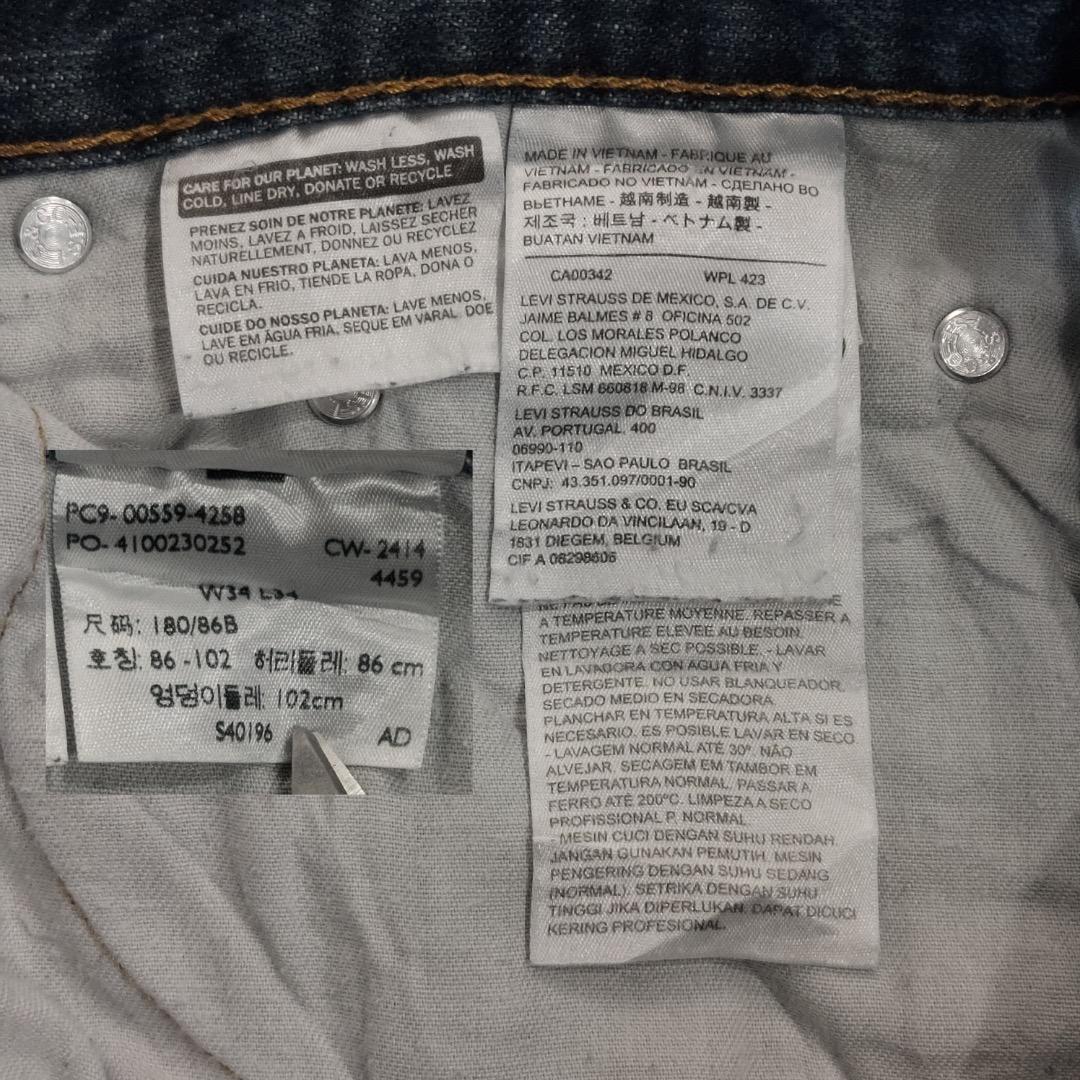 CARE FOR OUR PLANET: WASH LESS, WASH
COLD, LINE DRY, DONATE OR RECYCLE
PRENEZ SOIN DE NOTRE PLANETE: LAVEZ
MOINS, LAVEZ A FROID, LAISSEZ SECHER
NATURELLEMENT, DONNEZ OU RECYCLEZ
CUIDA NUESTRO PLANETA: LAVA MENOS,
LAVA EN FRIO, TIENDE LA ROPA, DONA O
RECICLA.
CUIDE DO NOSSO PLANETA: LAVE MENOS,
LAVE EM ÁGUA FRIA, SEQUE EM VARAL, DOE
OU RECICLE.
MADE IN VIETNAM - FABRIQUE AU
VIETNAM - FABRICADO EN VIETNAM -
FABRICADO NO VIETNAM - СДЕЛАНО ВО
ВЬЕТНАМЕ - 越南制造 - 越南製 -
제조국 : 베트남 - ベトナム製 -
BUATAN VIETNAM
CA00342 WPL 423
LEVI STRAUSS DE MEXICO, S.A. DE C.V.
JAIME BALMES # 8 OFICINA 502
COL. LOS MORALES POLANCO
DELEGACION MIGUEL HIDALGO
C.P. 11510 MEXICO D.F.
R.F.C. LSM 660818 M-98 C.N.I.V. 3337
LEVI STRAUSS DO BRASIL
AV. PORTUGAL, 400
06990-110
ITAPEVI – SAO PAULO BRASIL
CNPJ: 43.351.097/0001-90
LEVI STRAUSS & CO. EU SCA/CVA
LEONARDO DA VINCILAAN, 19 - D
1831 DIEGEM, BELGIUM
CIF A 08298606
PC9- 00559-4258
PO- 4100230252 CW- 2414
4459
W34 L34
尺码: 180/86B
호칭: 86 -102 허리둘레: 86 cm
엉덩이둘레: 102cm
S40196 AD
A TEMPERATURE MOYENNE. REPASSER A
TEMPERATURE ELEVEE AU BESOIN.
NETTOYAGE A SEC POSSIBLE. - LAVAR
EN LAVADORA CON AGUA FRIA Y
DETERGENTE. NO USAR BLANQUEADOR.
SECADO MEDIO EN SECADORA.
PLANCHAR EN TEMPERATURA ALTA SI ES
NECESARIO. ES POSIBLE LAVAR EN SECO
- LAVAGEM NORMAL ATÉ 30°. NÃO
ALVEJAR. SECAGEM EM TAMBOR EM
TEMPERATURA NORMAL. PASSAR A
FERRO ATÉ 200°C. LIMPEZA A SECO
PROFISSIONAL P. NORMAL
- MESIN CUCI DENGAN SUHU RENDAH.
JANGAN GUNAKAN PEMUTIH. MESIN
PENGERING DENGAN SUHU SEDANG
(NORMAL). SETRIKA DENGAN SUHU
TINGGI JIKA DIPERLUKAN. DAPAT DICUCI
KERING PROFESIONAL.